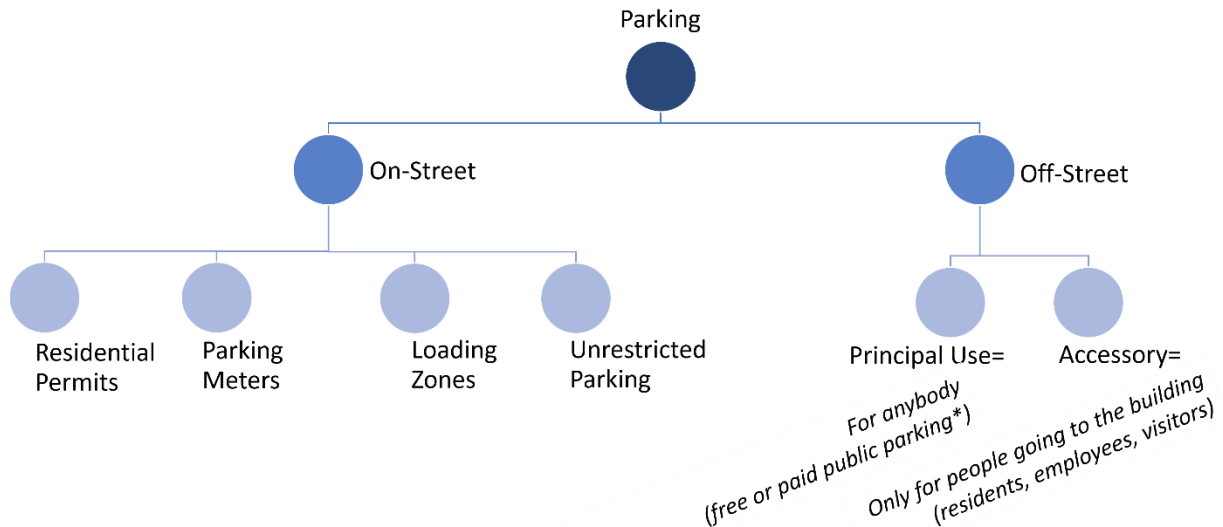 Parking
On-Street
Off-Street
Residential
Permits
Parking
Meters
Loading
Zones
Unrestricted
Parking
Principal Use=
For anybody
(free or paid public parking*)
Accessory=
Only for people going to the building
(residents, employees, visitors)